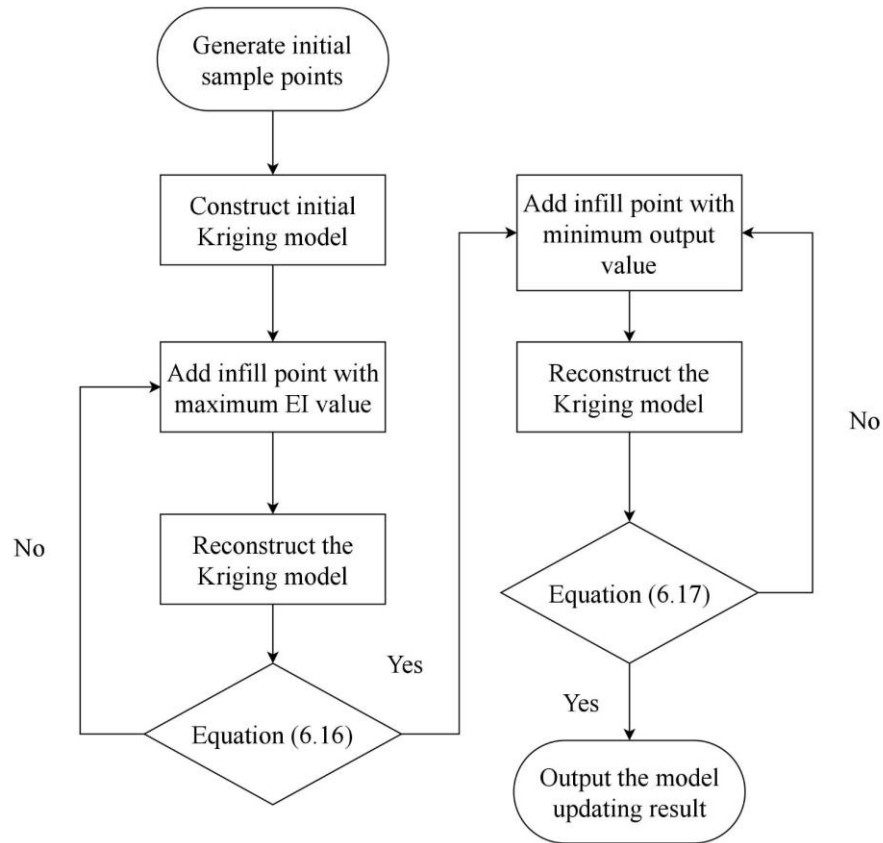 Generate initial
sample points
Construct initial
Kriging model
Add infill point with
maximum EI value
No
Reconstruct the
Kriging model
Yes
Equation (6.16)
Add infill point with
minimum output
value
Reconstruct the
Kriging model
No
Equation (6.17)
Yes
Output the model
updating result